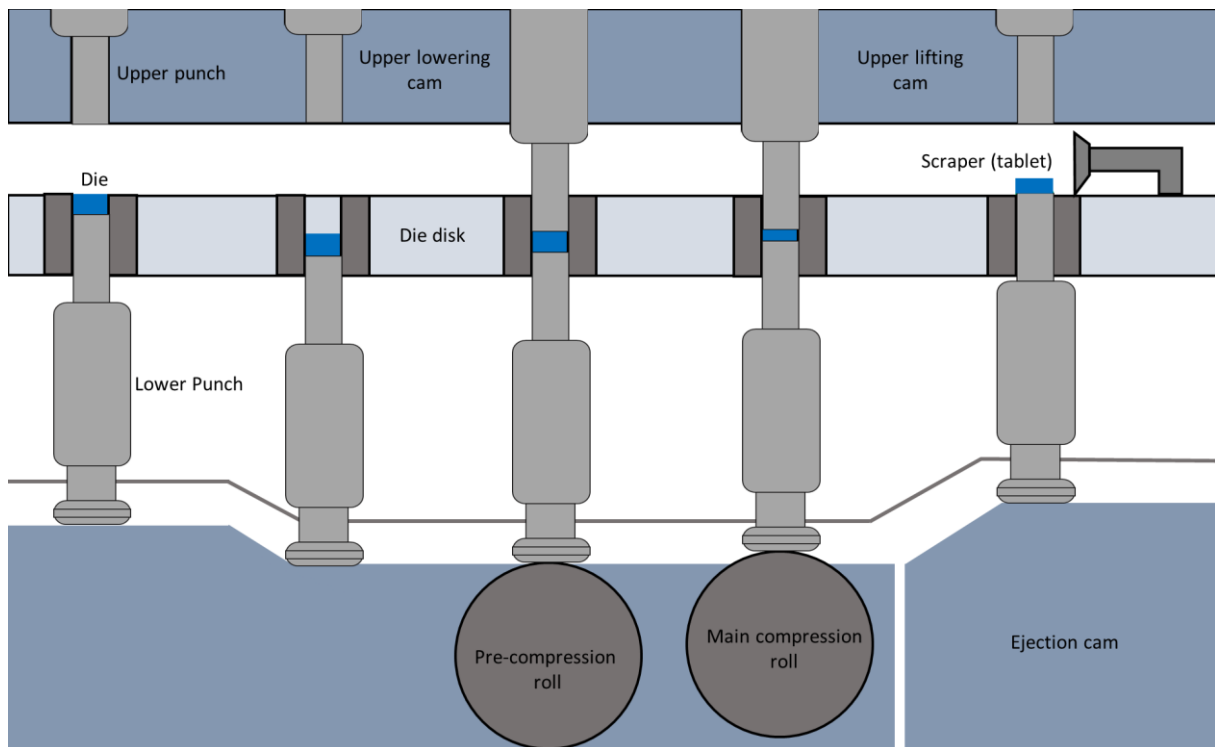 Upper punch
Upper lowering
cam
Upper lifting
cam
Scraper (tablet)
Die
Die disk
Lower Punch
Pre-compression
roll
Main compression
roll
Ejection cam